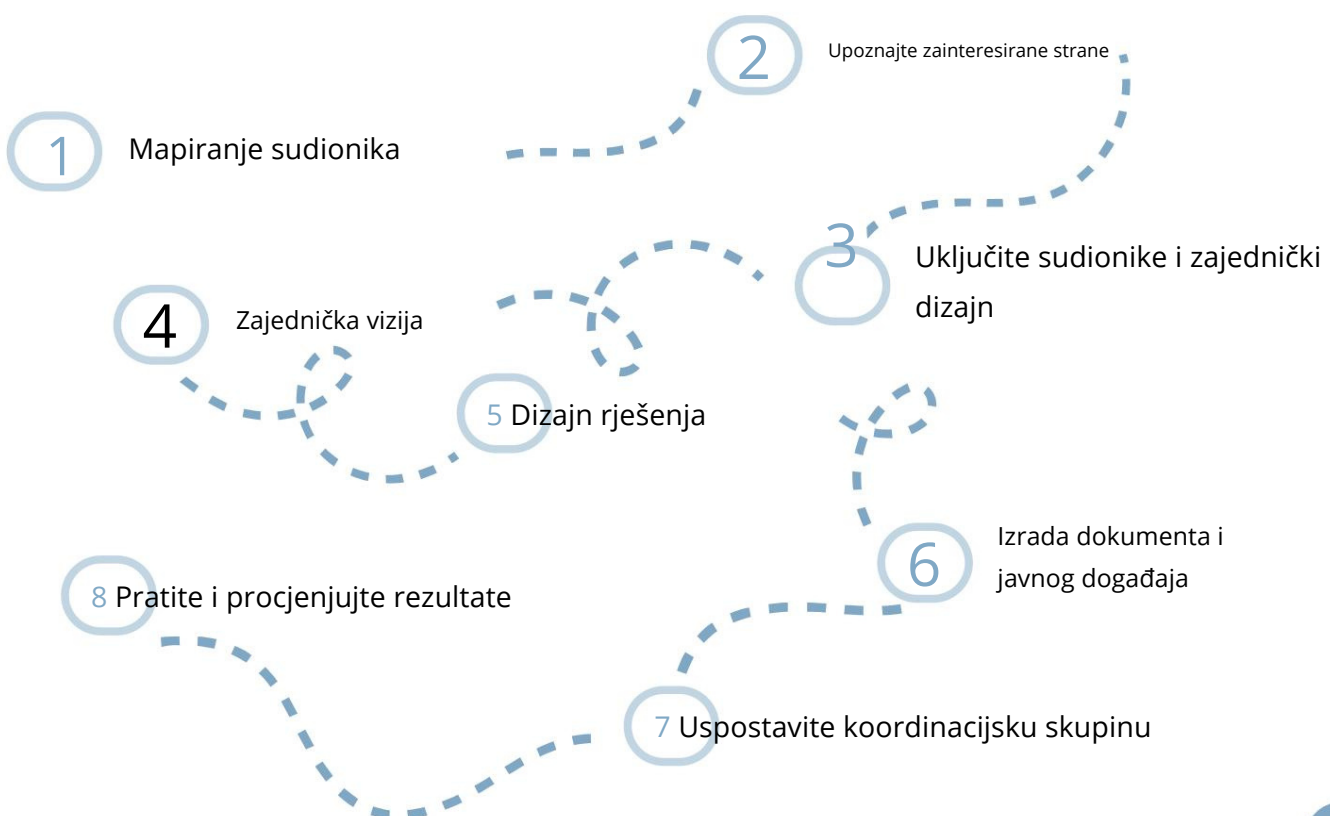 1
Mapiranje sudionika
2
Upoznajte zainteresirane strane
3
Uključite sudionike i zajednički
dizajn
4
Zajednička vizija
5 Dizajn rješenja
6
Izrada dokumenta i
javnog događaja
7 Uspostavite koordinacijsku skupinu
8 Pratite i procjenjujte rezultate